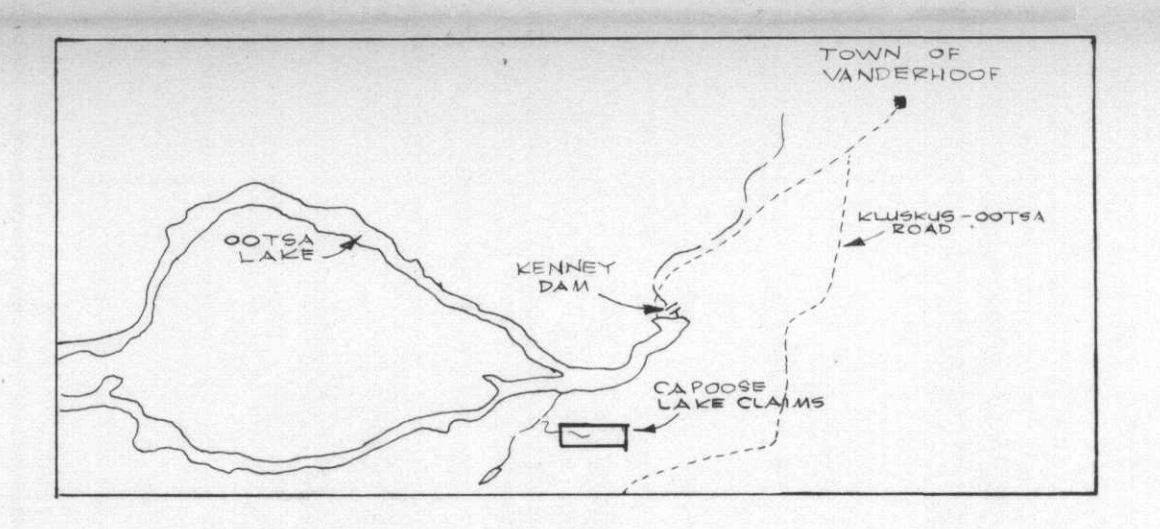 TOWN OF
VANDERHOOF
KLUSKUS-OOTSA
ROAD
OOTSA
LAKE
KENNEY
DAM
CAPOOSE
LAKE CLAIMS